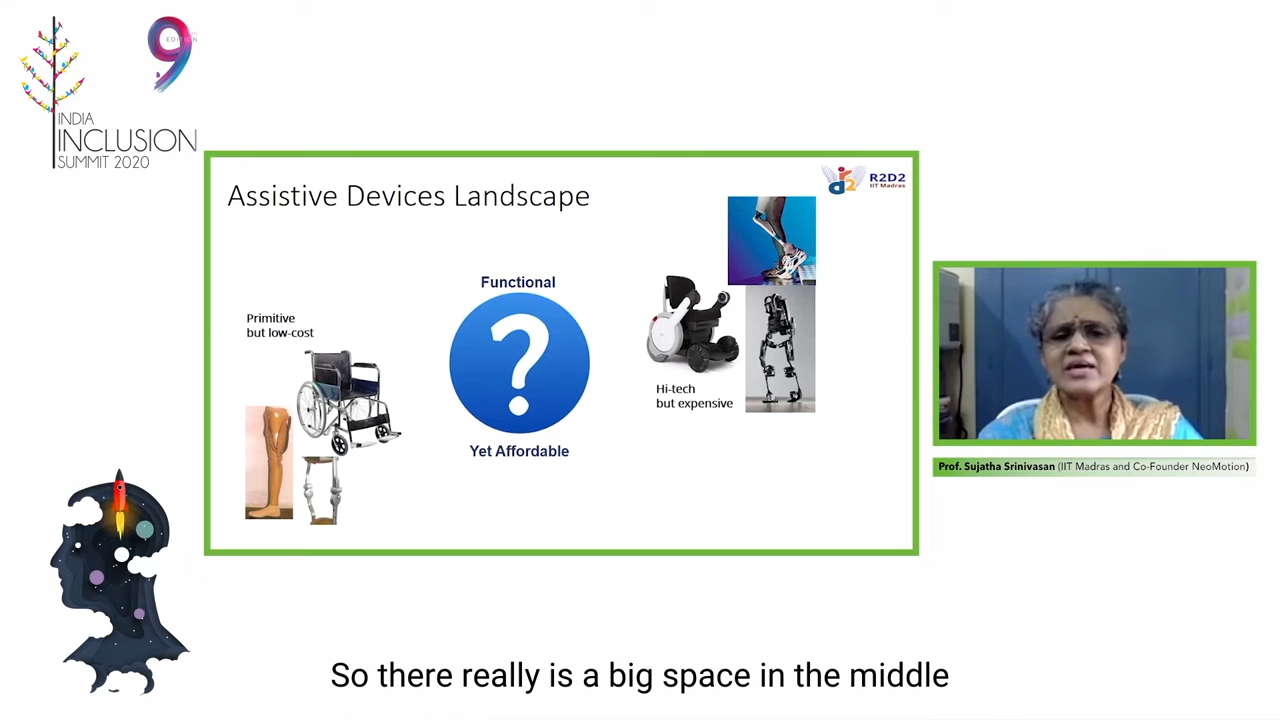 9
EDITION
INDIA
INCLUSION
SUMMIT 2020
Assistive Devices Landscape
R2D2
IIT Madras
Functional
?
Yet Affordable
Primitive
but low-cost
Hi-tech
but expensive
Prof. Sujatha Srinivasan (IIT Madras and Co-Founder NeoMotion)
So there really is a big space in the middle